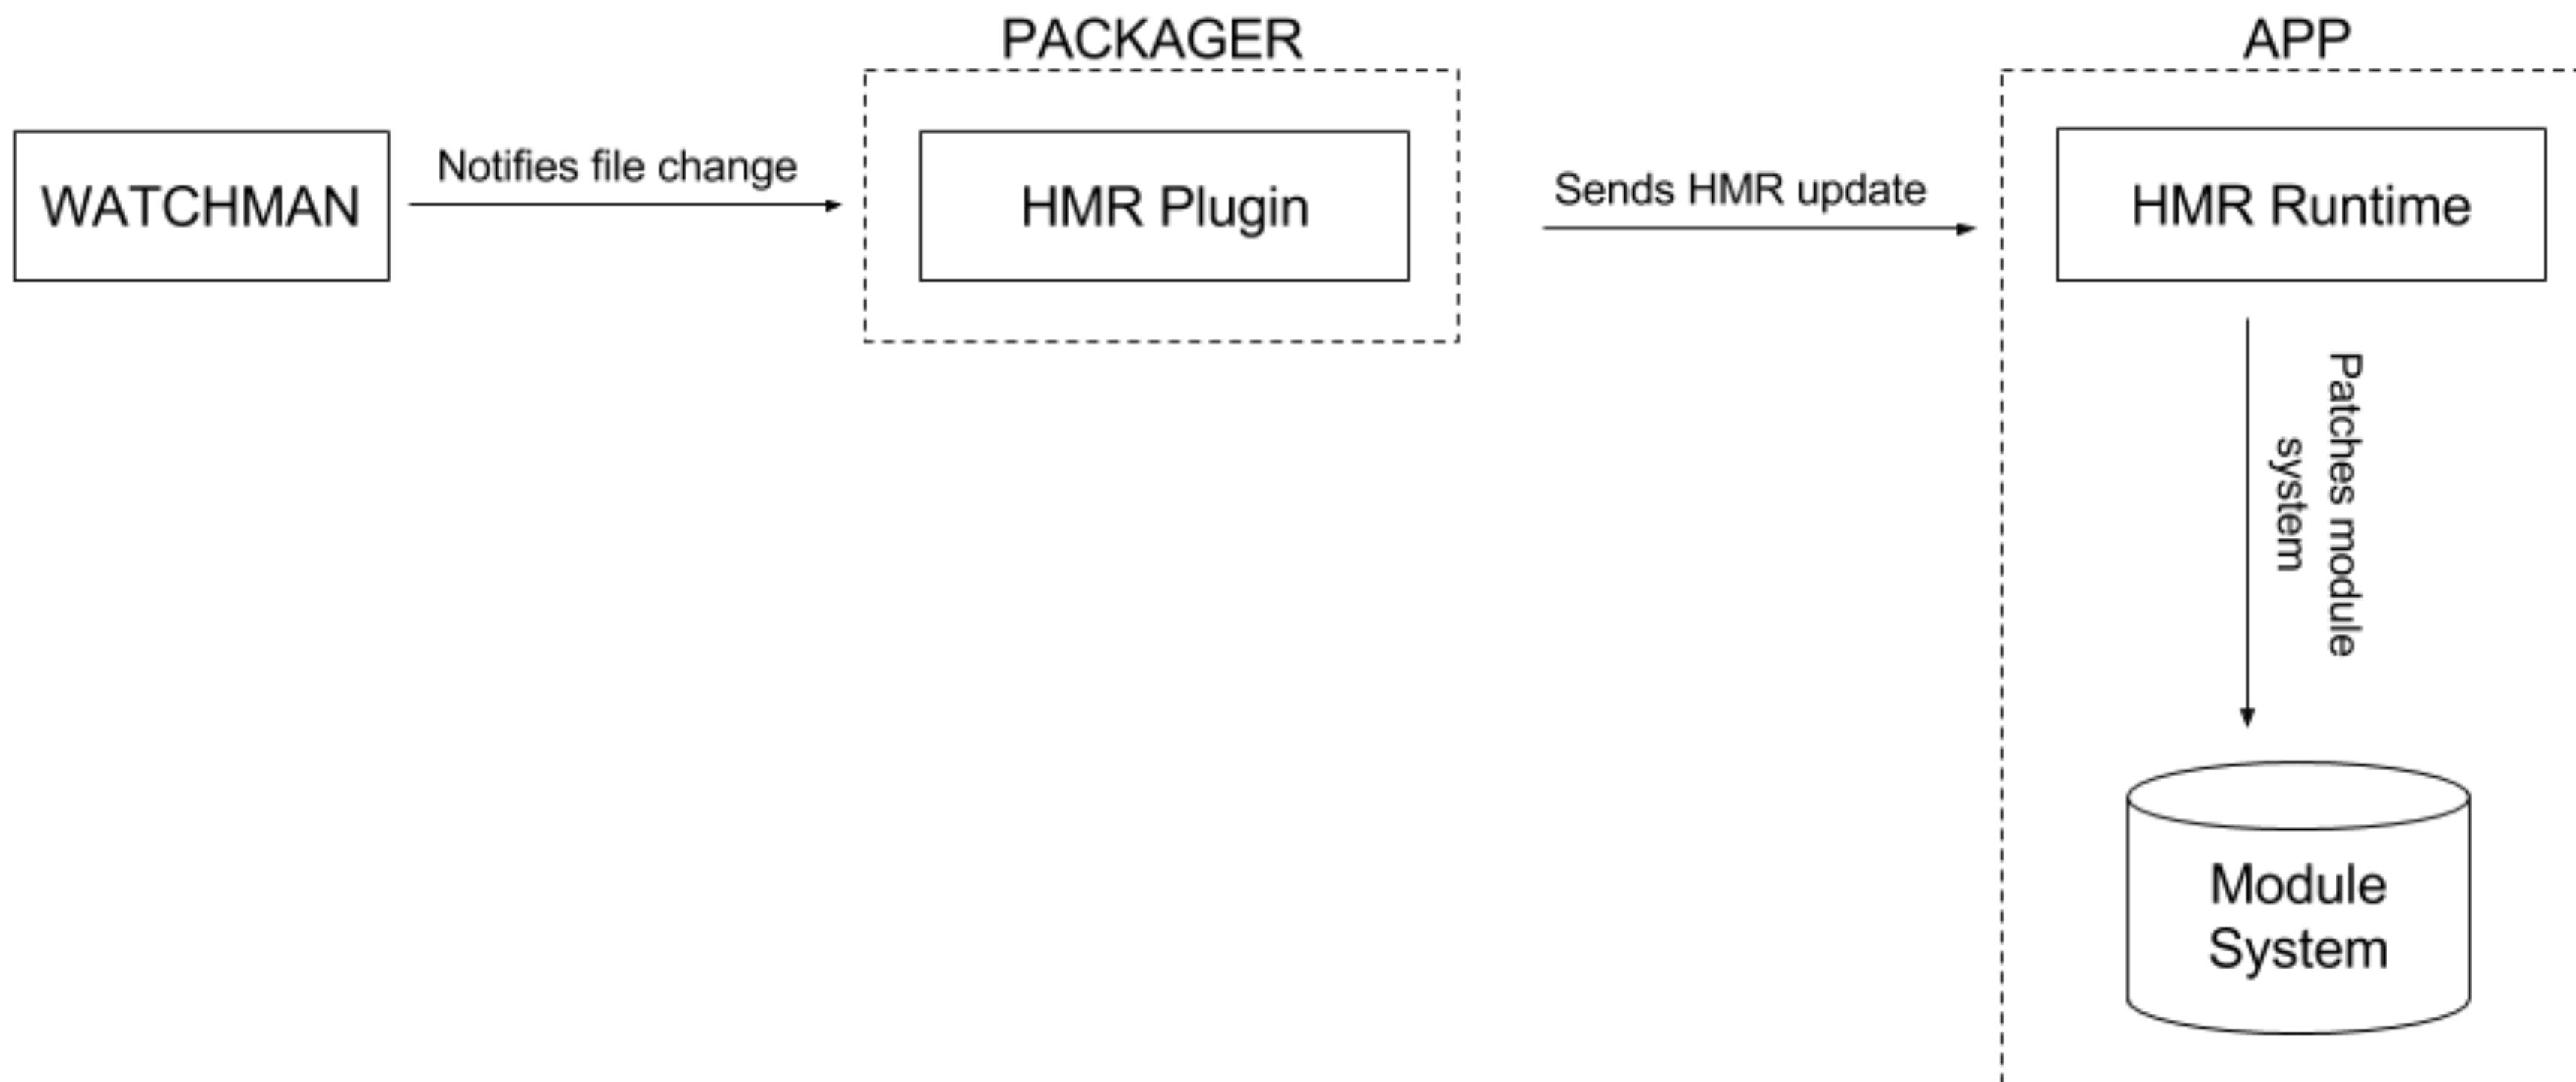 PACKAGER
APP
WATCHMAN
Notifies file change
HMR Plugin
Sends HMR update
HMR Runtime
Patches module
system
Module
System